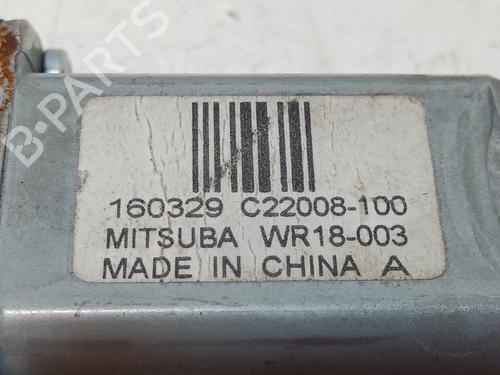 160329 C22008-100
MITSUBA WR18-003
MADE IN CHINA A
B-PARTS